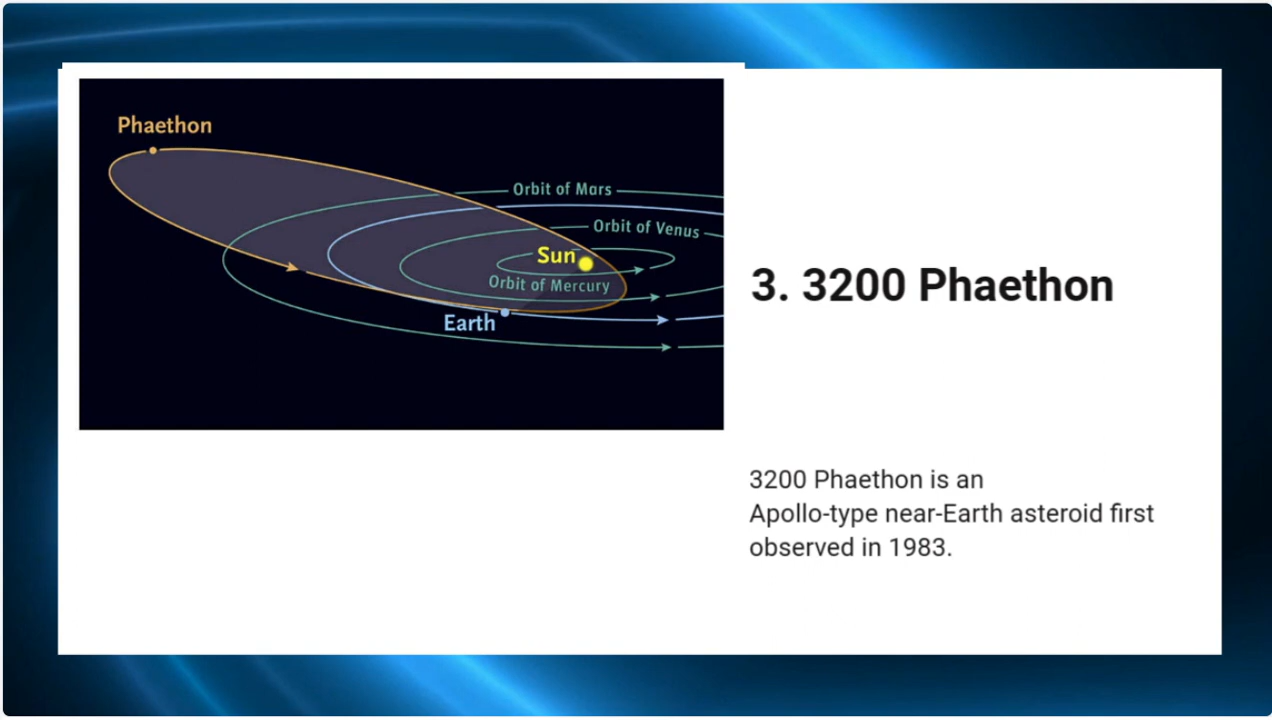 Phaethon
Orbit of Mars
Orbit of Venus
Sun
Orbit of Mercury
Earth
3. 3200 Phaethon
3200 Phaethon is an
Apollo-type near-Earth asteroid first
observed in 1983.